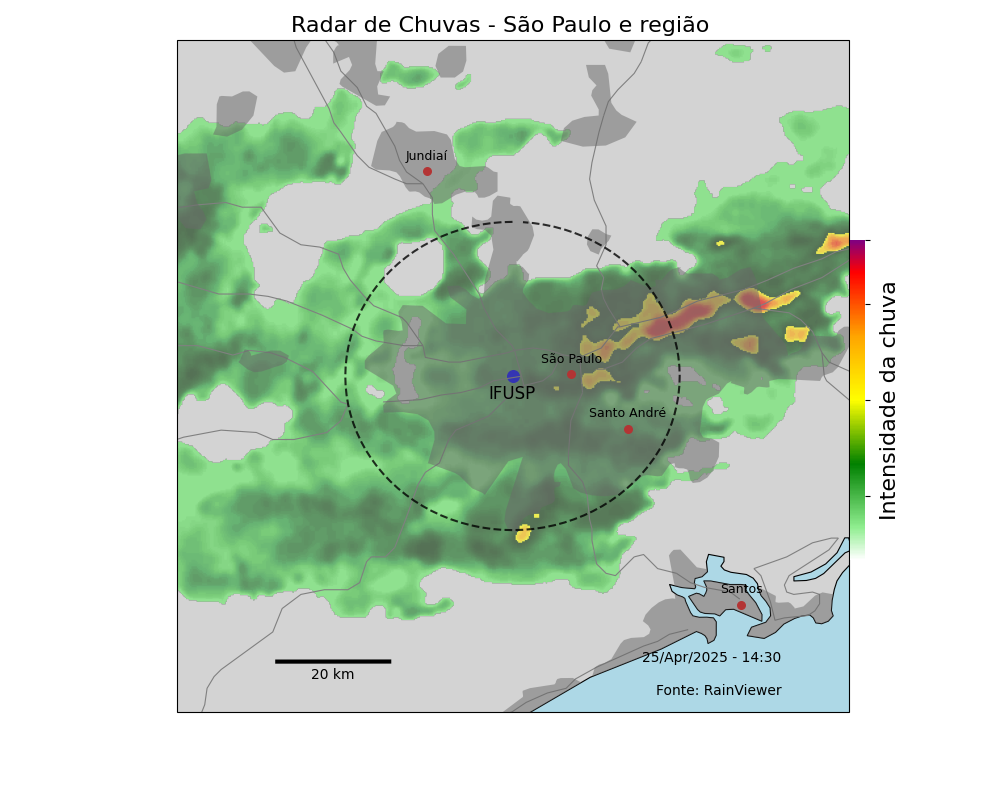 Radar de Chuvas - São Paulo e região
Jundiaí
São Paulo
IFUSP
Santo André
Intensidade da chuva
Santos
25/Apr/2025 - 14:30
20 km
Fonte: RainViewer